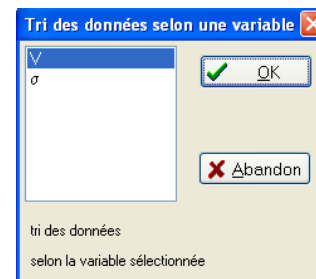 Tri des données selon une variable
V
σ
OK
Abandon
tri des données
selon la variable sélectionnée